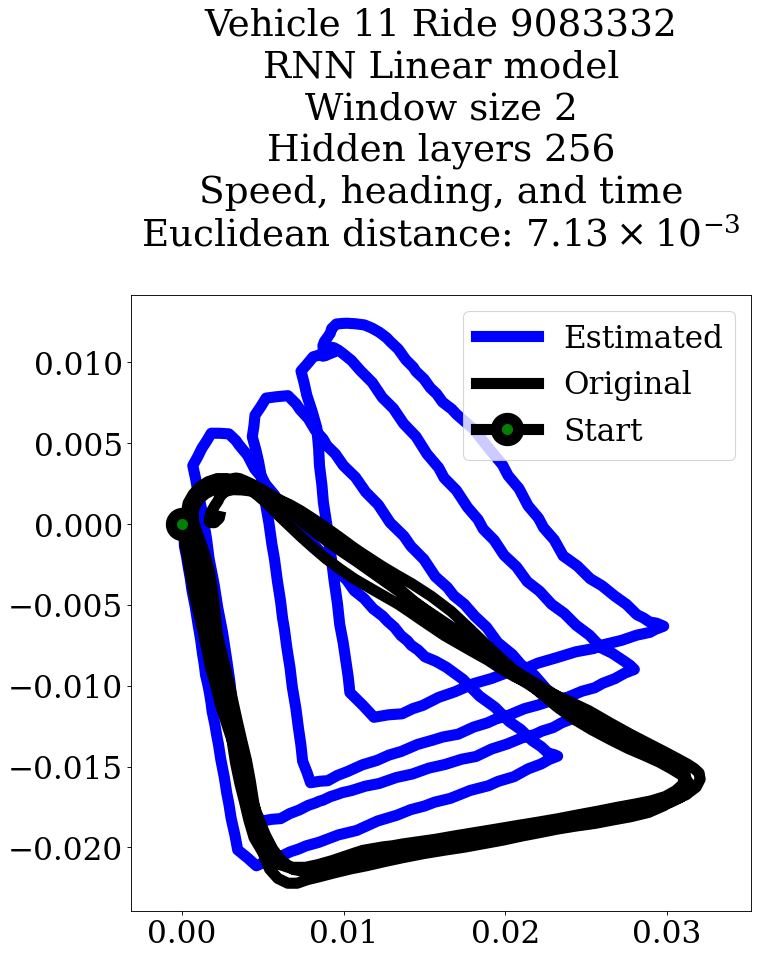 Vehicle 11 Ride 9083332
RNN Linear model
Window size 2
Hidden layers 256
Speed, heading, and time
Euclidean distance: 7.13 × 10⁻³
Estimated
Original
Start
0.010
0.005
0.000
−0.005
−0.010
−0.015
−0.020
0.00 0.01 0.02 0.03